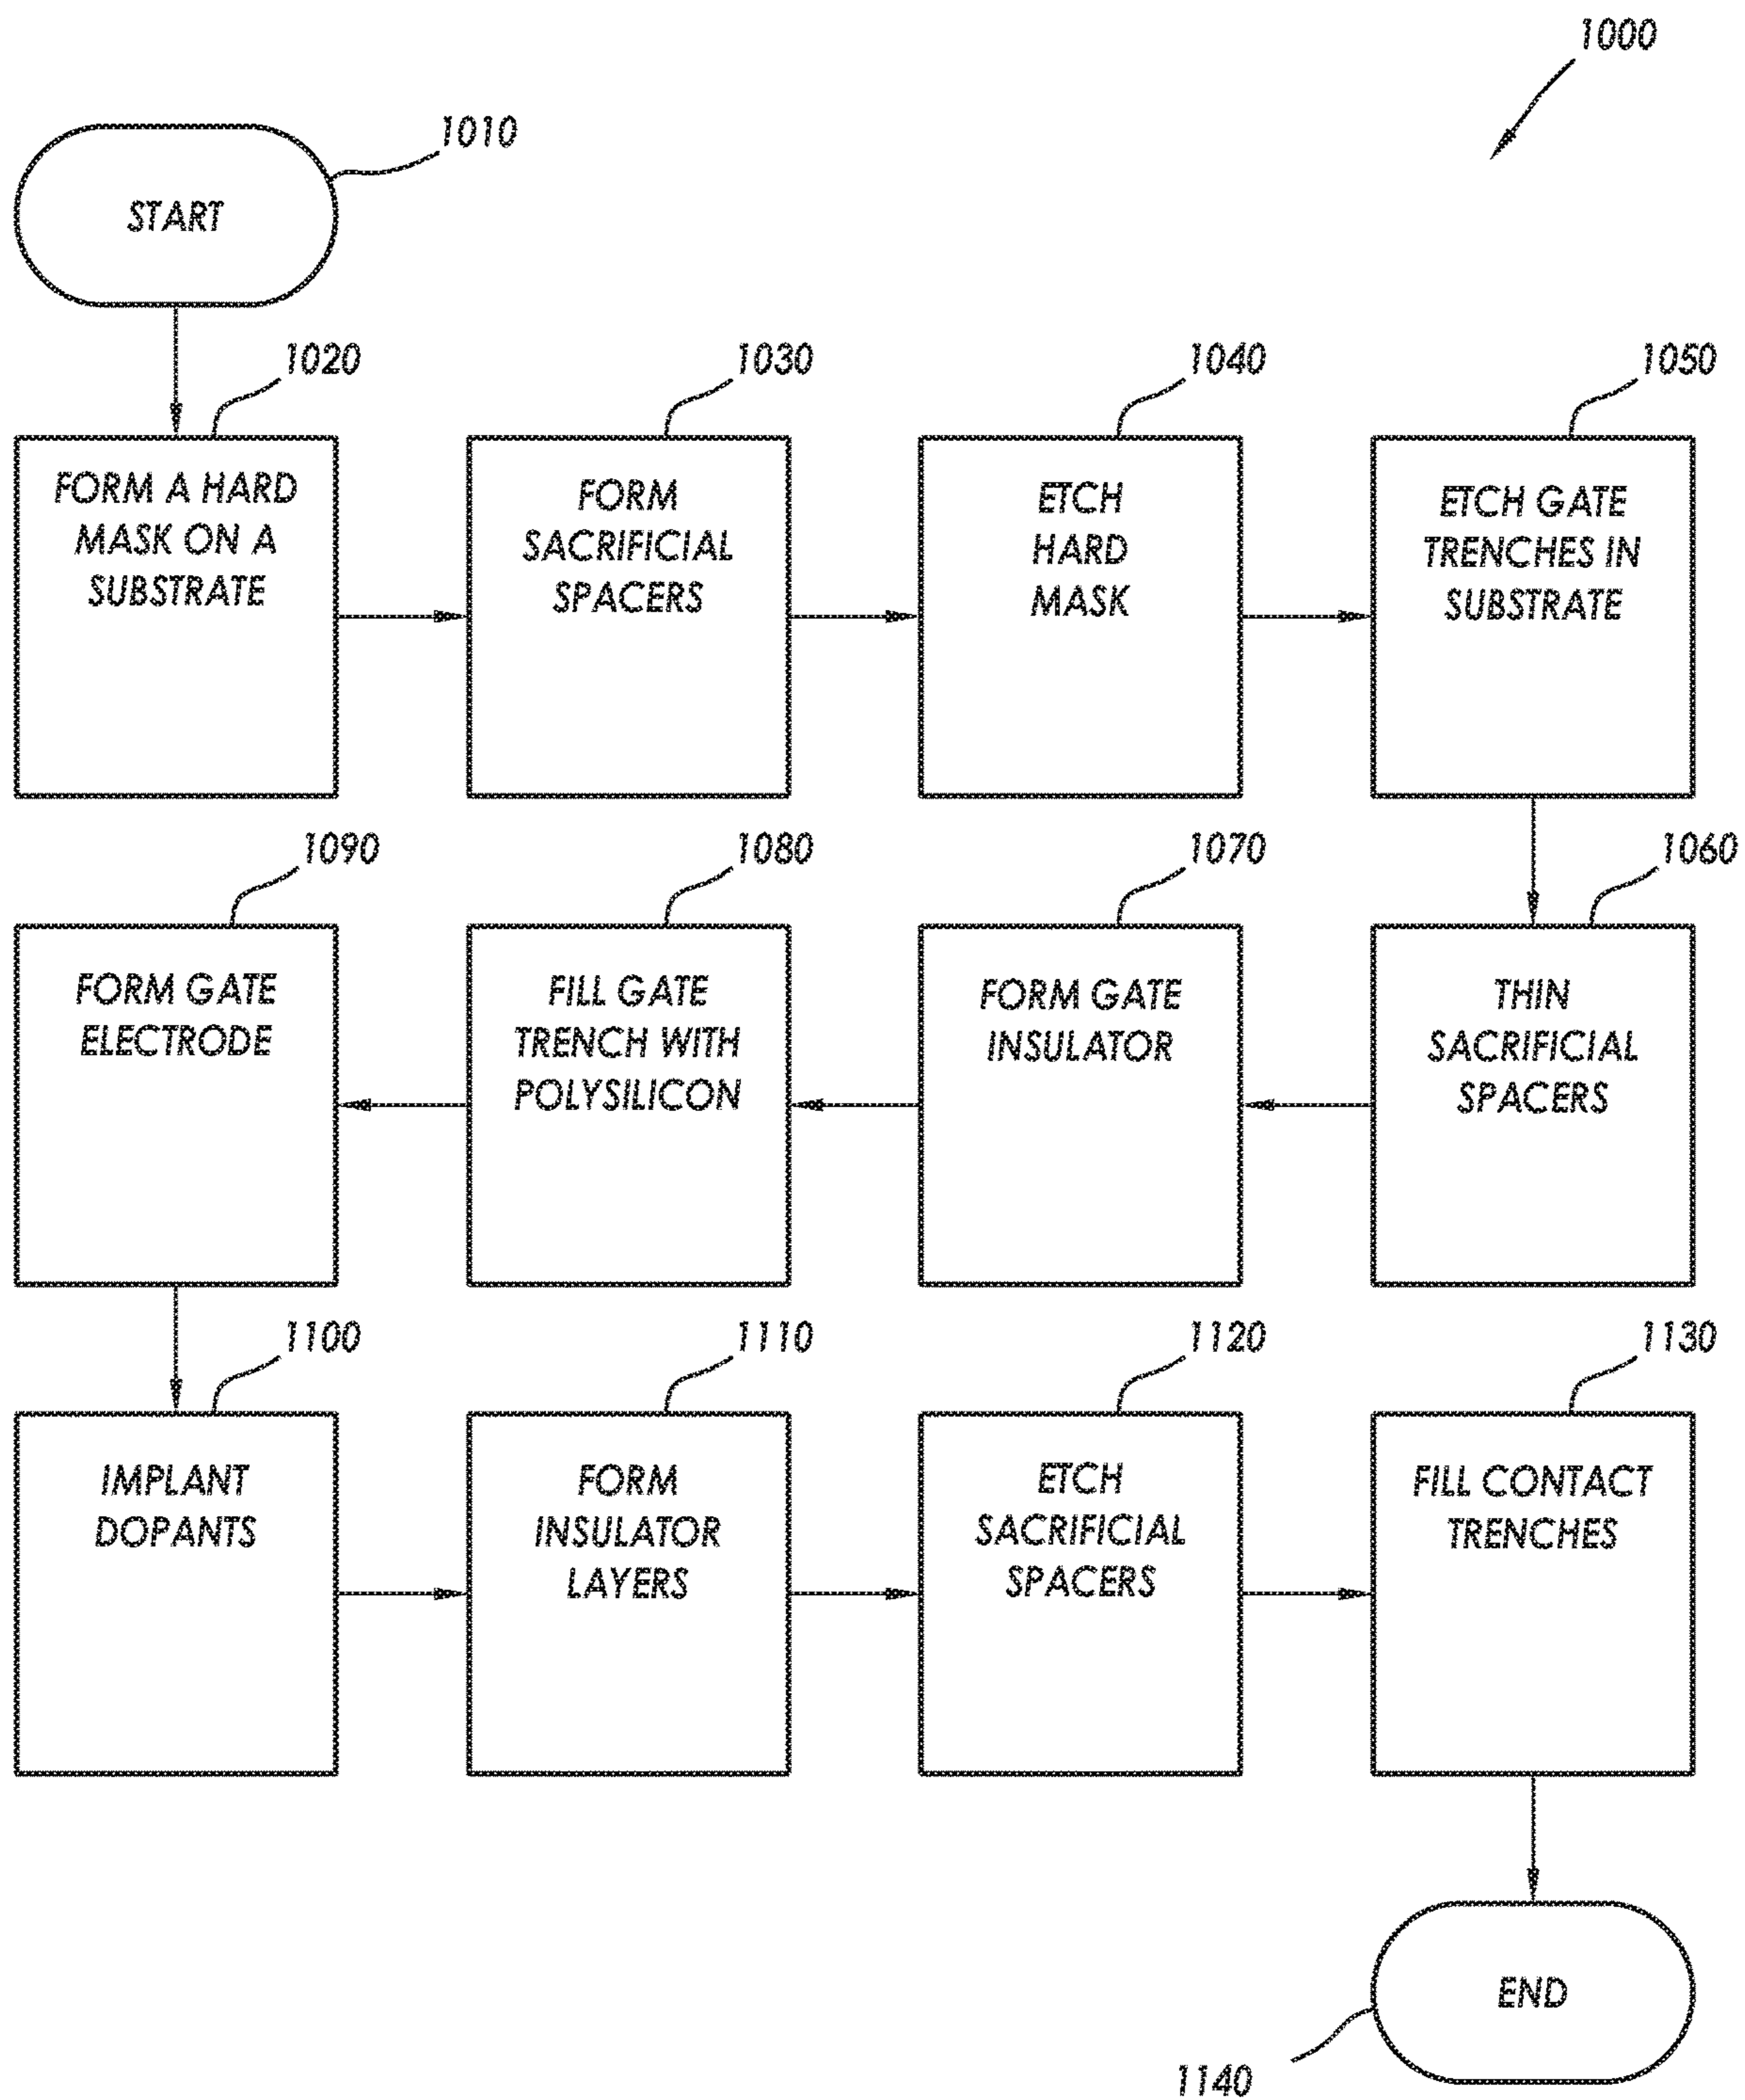 1000
1010
START
1020
FORM A HARD
MASK ON A
SUBSTRATE
1030
FORM
SACRIFICIAL
SPACERS
1040
ETCH
HARD
MASK
1050
ETCH GATE
TRENCHES IN
SUBSTRATE
1060
THIN
SACRIFICIAL
SPACERS
1070
FORM GATE
INSULATOR
1080
FILL GATE
TRENCH WITH
POLYSILICON
1090
FORM GATE
ELECTRODE
1100
IMPLANT
DOPANTS
1110
FORM
INSULATOR
LAYERS
1120
ETCH
SACRIFICIAL
SPACERS
1130
FILL CONTACT
TRENCHES
END
1140